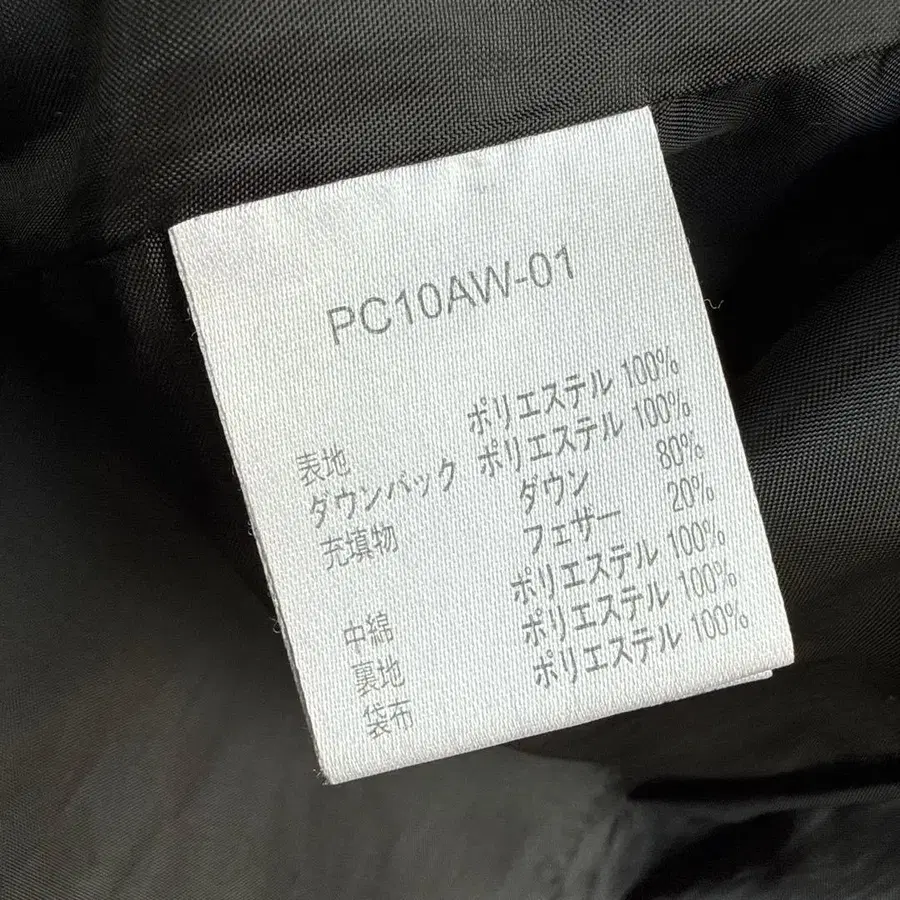 PC10AW-01
表地 ポリエステル 100%
ダウンパック ポリエステル 100%
充填物 ダウン 80%
フェザー 20%
中綿 ポリエステル 100%
裏地 ポリエステル 100%
袋布 ポリエステル 100%